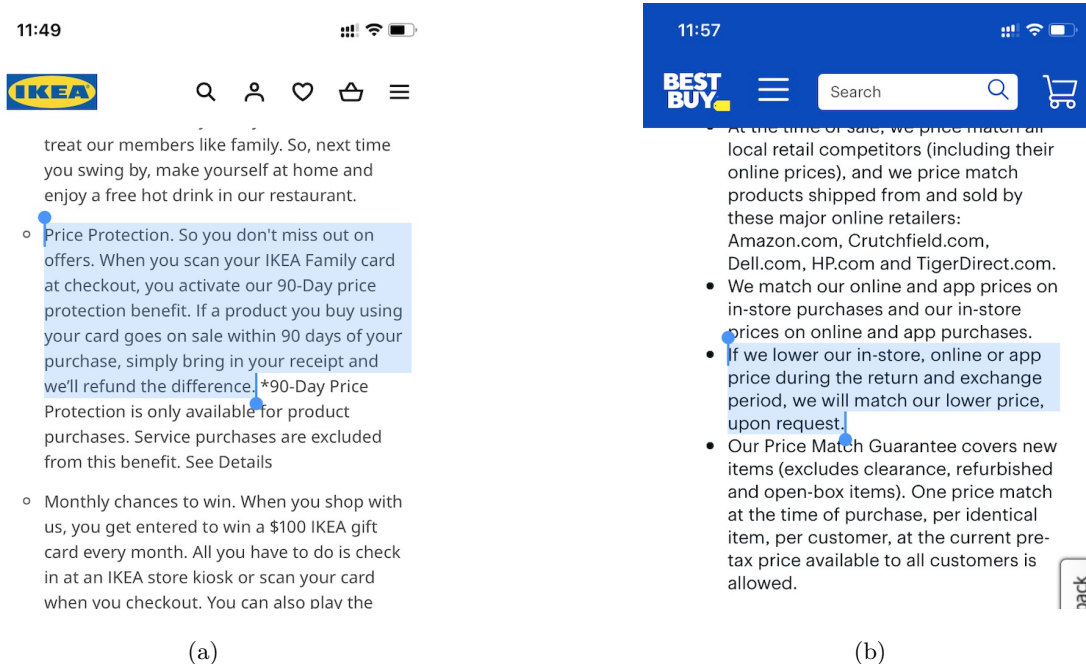 11:49
IKEA
treat our members like family. So, next time
you swing by, make yourself at home and
enjoy a free hot drink in our restaurant.
Price Protection. So you don't miss out on
offers. When you scan your IKEA Family card
at checkout, you activate our 90-Day price
protection benefit. If a product you buy using
your card goes on sale within 90 days of your
purchase, simply bring in your receipt and
we'll refund the difference. *90-Day Price
Protection is only available for product
purchases. Service purchases are excluded
from this benefit. See Details
Monthly chances to win. When you shop with
us, you get entered to win a $100 IKEA gift
card every month. All you have to do is check
in at an IKEA store kiosk or scan your card
when you checkout. You can also play the
(a)
11:57
BEST
BUY
Search
At the time of sale, we price match all
local retail competitors (including their
online prices), and we price match
products shipped from and sold by
these major online retailers:
Amazon.com, Crutchfield.com,
Dell.com, HP.com and TigerDirect.com.
We match our online and app prices on
in-store purchases and our in-store
prices on online and app purchases.
If we lower our in-store, online or app
price during the return and exchange
period, we will match our lower price,
upon request.
Our Price Match Guarantee covers new
items (excludes clearance, refurbished
and open-box items). One price match
at the time of purchase, per identical
item, per customer, at the current pre-
tax price available to all customers is
allowed.
(b)